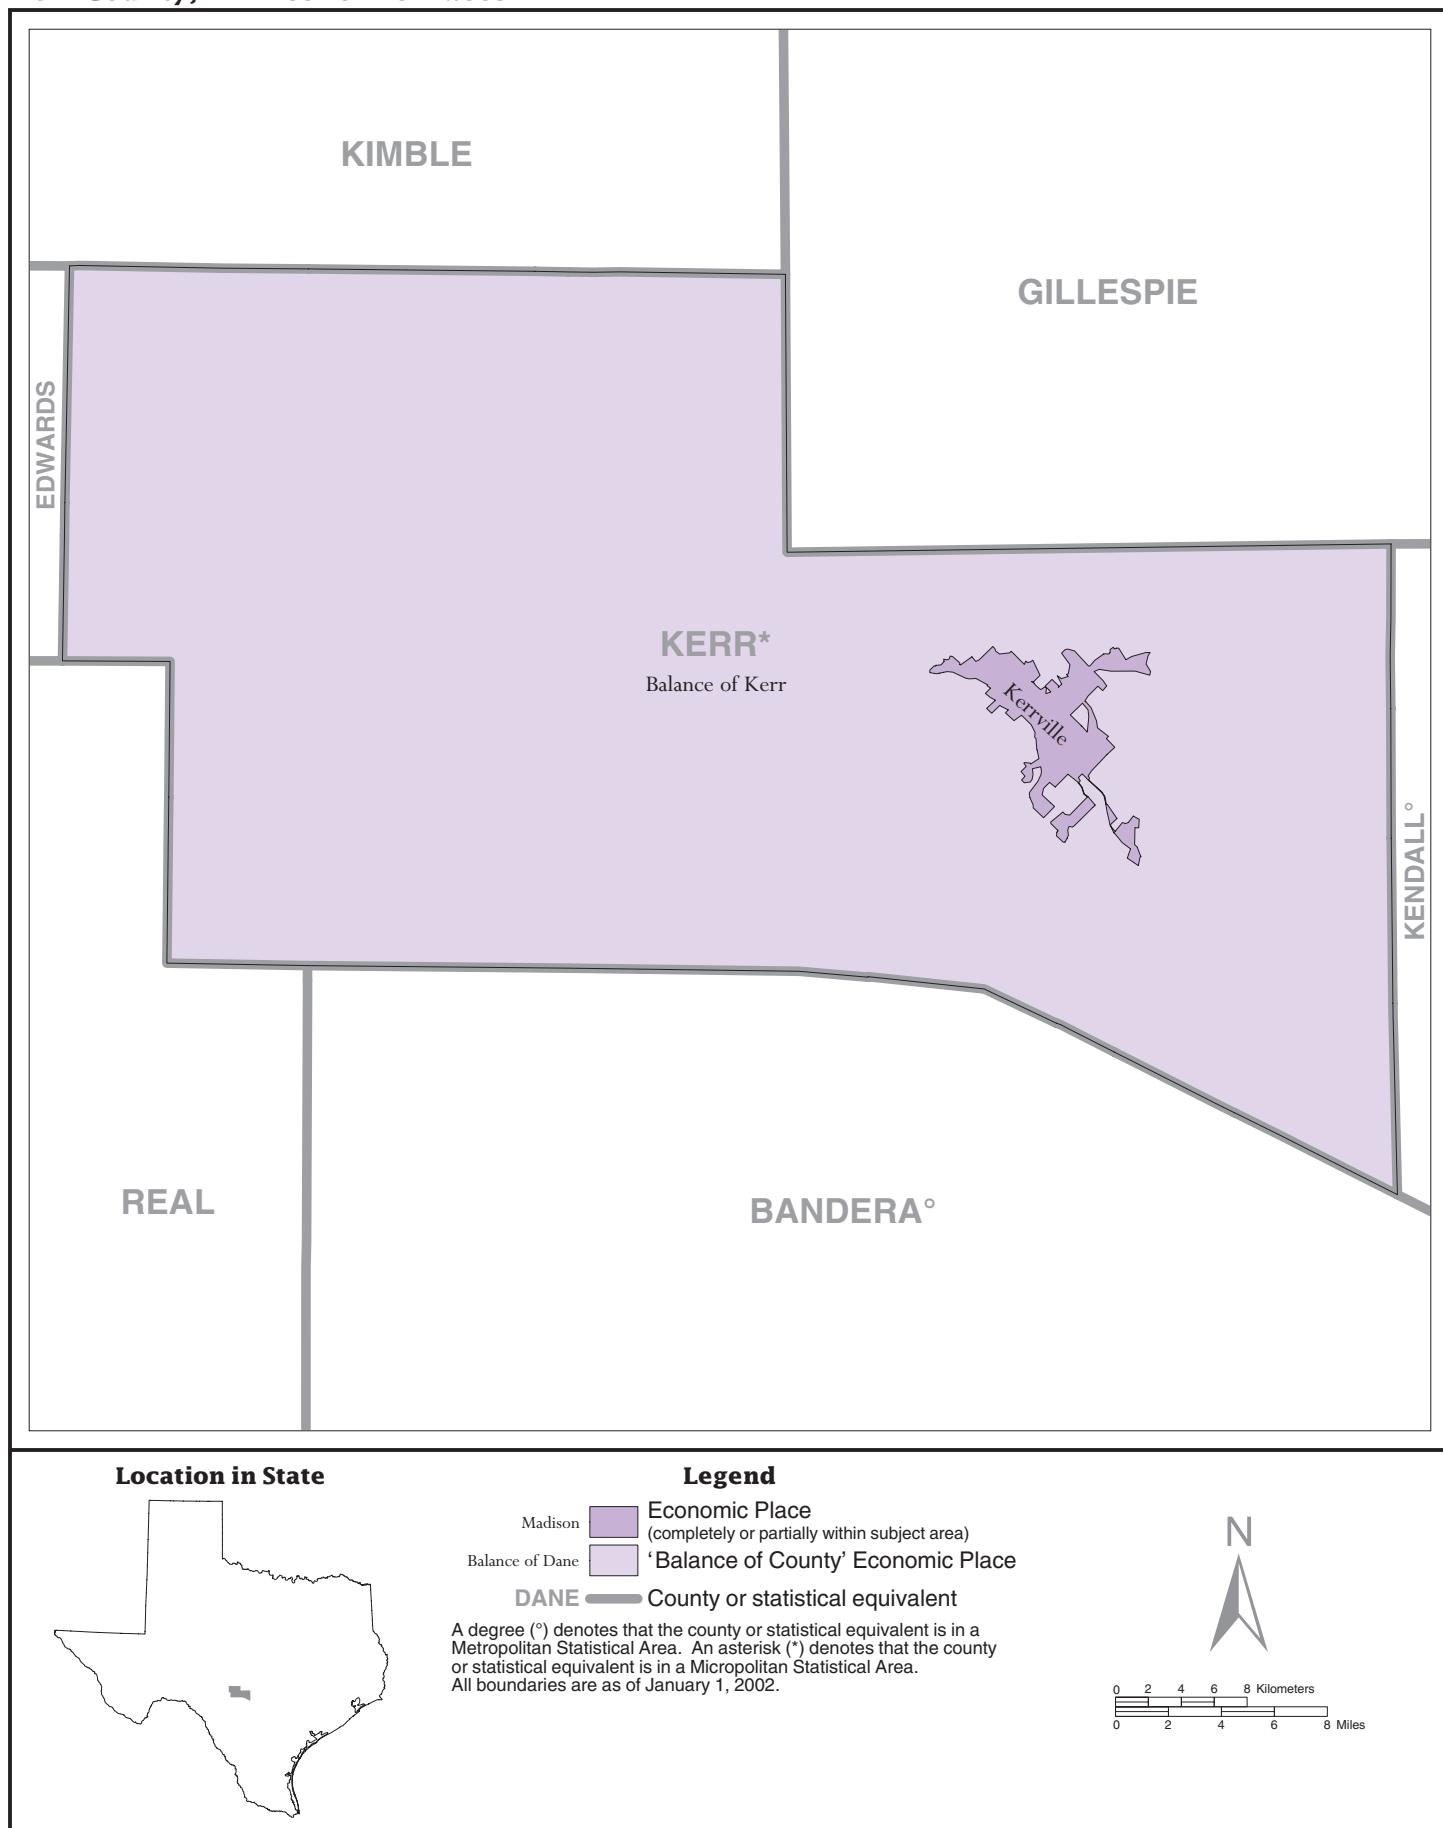 KIMBLE
GILLESPIE
EDWARDS
KERR*
Balance of Kerr
Kerrville
KENDALL°
REAL
BANDERA°
Location in State
Legend
Madison
Economic Place
(completely or partially within subject area)
Balance of Dane
‘Balance of County’ Economic Place
DANE
County or statistical equivalent
A degree (°) denotes that the county or statistical equivalent is in a
Metropolitan Statistical Area. An asterisk (*) denotes that the county
or statistical equivalent is in a Micropolitan Statistical Area.
All boundaries are as of January 1, 2002.
N
0 2 4 6 8 Kilometers
0 2 4 6 8 Miles